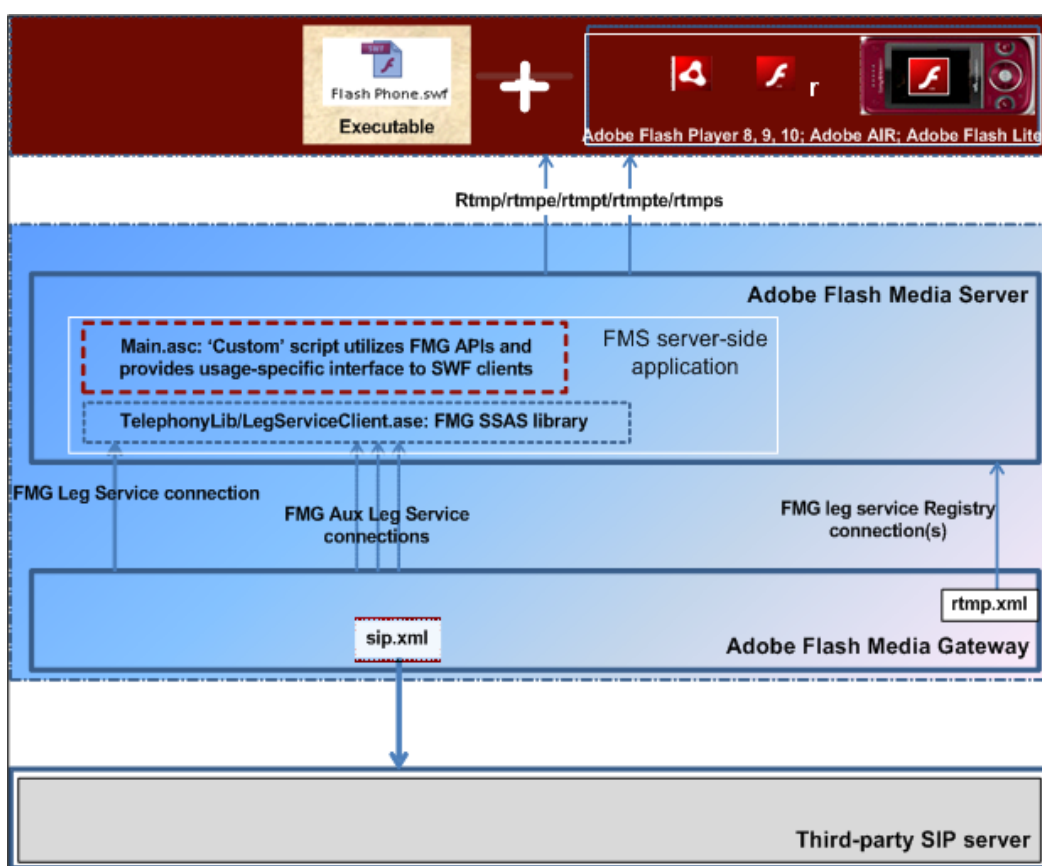 SWF
Flash Phone.swf
Executable
r
Adobe Flash Player 8, 9, 10; Adobe AIR; Adobe Flash Lite
Rtmp/rtmpe/rtmpt/rtmpte/rtmps
Adobe Flash Media Server
Main.asc: ‘Custom’ script utilizes FMG APIs and
provides usage-specific interface to SWF clients
FMS server-side
application
TelephonyLib/LegServiceClient.ase: FMG SSAS library
FMG Leg Service connection
FMG Aux Leg Service
connections
FMG leg service Registry
connection(s)
rtmp.xml
sip.xml
Adobe Flash Media Gateway
Third-party SIP server